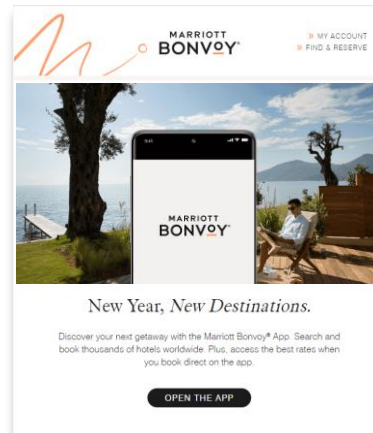 MARRIOTT
BONVOY®
» MY ACCOUNT
» FIND & RESERVE
9:41
MARRIOTT
BONVOY®
New Year, New Destinations.
Discover your next getaway with the Marriott Bonvoy® App. Search and
book thousands of hotels worldwide. Plus, access the best rates when
you book direct on the app.
OPEN THE APP